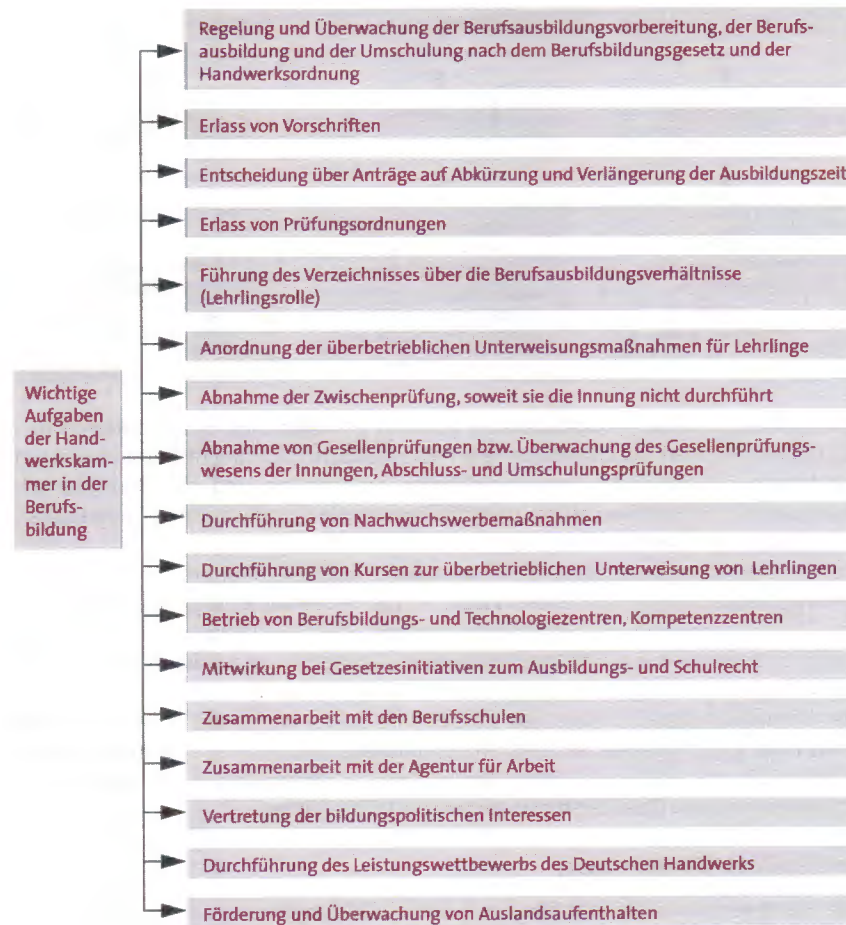 Regelung und Überwachung der Berufsausbildungsvorbereitung, der Berufs-
ausbildung und der Umschulung nach dem Berufsbildungsgesetz und der
Handwerksordnung
Erlass von Vorschriften
Entscheidung über Anträge auf Abkürzung und Verlängerung der Ausbildungszeit
Erlass von Prüfungsordnungen
Führung des Verzeichnisses über die Berufsausbildungsverhältnisse
(Lehrlingsrolle)
Anordnung der überbetrieblichen Unterweisungsmaßnahmen für Lehrlinge
Wichtige
Aufgaben
der Hand-
werkskam-
mer in der
Berufs-
bildung
Abnahme der Zwischenprüfung, soweit sie die Innung nicht durchführt
Abnahme von Gesellenprüfungen bzw. Überwachung des Gesellenprüfungs-
wesens der Innungen, Abschluss- und Umschulungsprüfungen
Durchführung von Nachwuchswerbemaßnahmen
Durchführung von Kursen zur überbetrieblichen Unterweisung von Lehrlingen
Betrieb von Berufsbildungs- und Technologiezentren, Kompetenzzentren
Mitwirkung bei Gesetzesinitiativen zum Ausbildungs- und Schulrecht
Zusammenarbeit mit den Berufsschulen
Zusammenarbeit mit der Agentur für Arbeit
Vertretung der bildungspolitischen Interessen
Durchführung des Leistungswettbewerbs des Deutschen Handwerks
Förderung und Überwachung von Auslandsaufenthalten